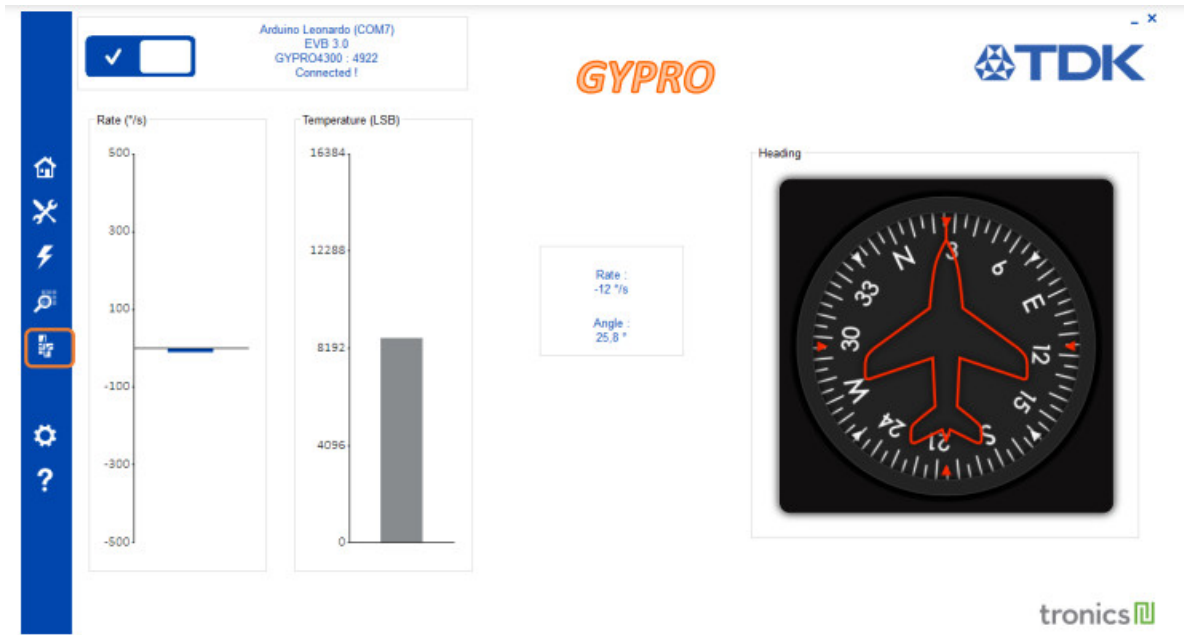 Arduino Leonardo (COM7)
EVB 3.0
GYPRO4300 : 4922
Connected !
GYPRO
TDK
Rate (°/s)
500
300
100
-100
-300
-500
Temperature (LSB)
16384
12288
8192
4096
0
Rate :
-12 °/s
Angle :
25,8 °
Heading
N
3
6
E
12
15
S
21
24
W
30
33
?
tronics